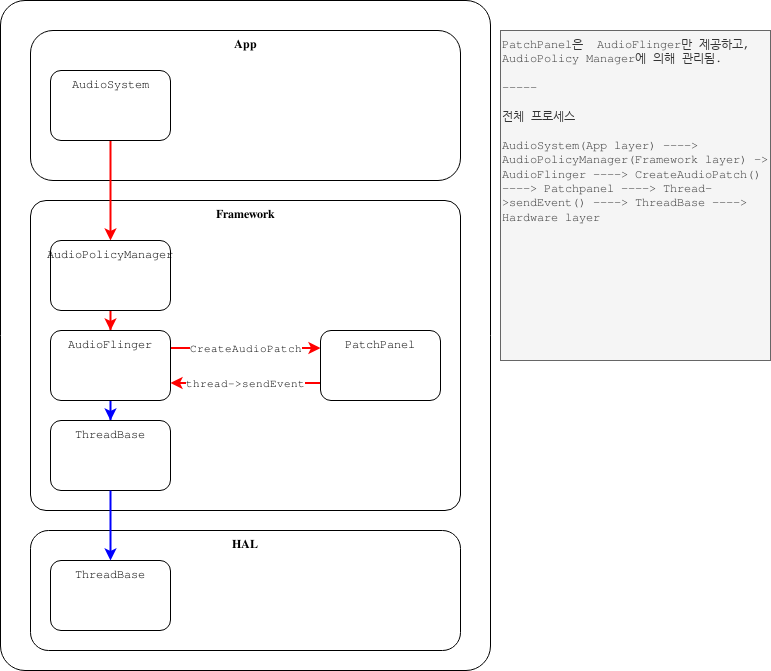 App
AudioSystem
Framework
AudioPolicyManager
AudioFlinger
CreateAudioPatch
PatchPanel
thread->sendEvent
ThreadBase
HAL
ThreadBase
PatchPanel은  AudioFlinger만 제공하고,
AudioPolicy Manager에 의해 관리됨.
-----
전체 프로세스
AudioSystem(App layer) ---->
AudioPolicyManager(Framework layer) ->
AudioFlinger ----> CreateAudioPatch()
----> Patchpanel ----> Thread-
>sendEvent() ----> ThreadBase ---->
Hardware layer